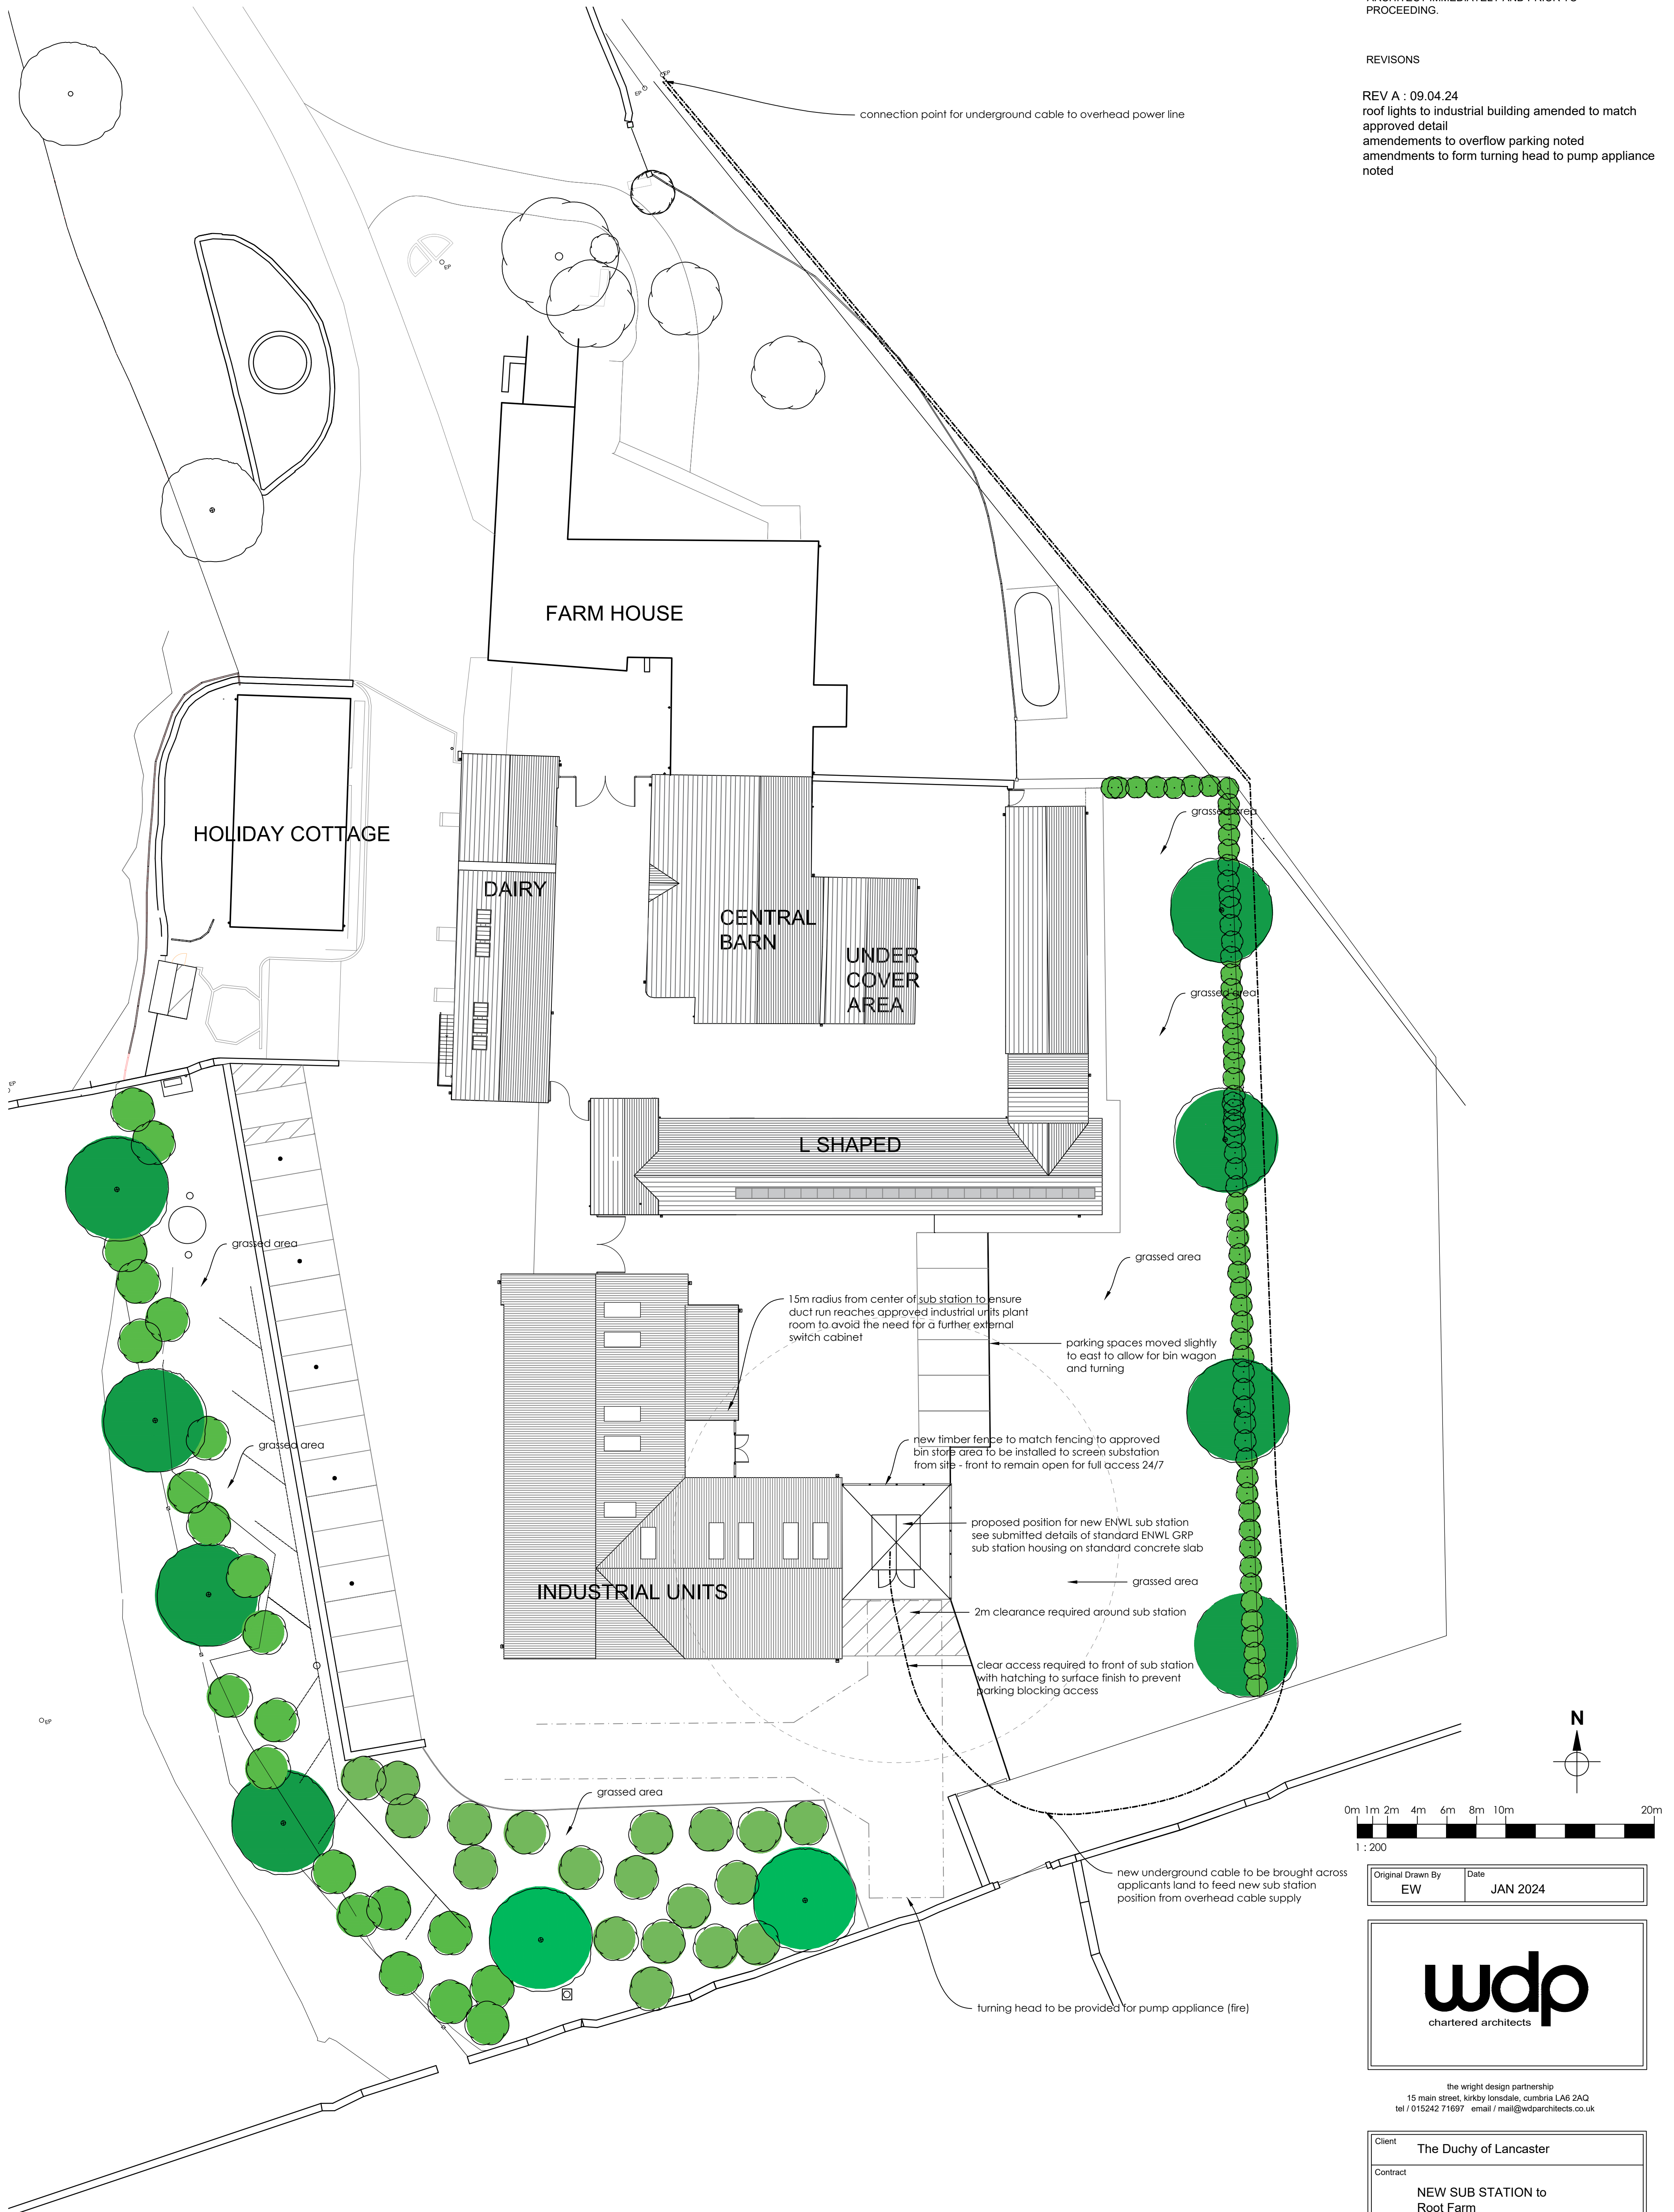 PROCEEDING.
REVISONS
REV A : 09.04.24
roof lights to industrial building amended to match
approved detail
amendements to overflow parking noted
amendments to form turning head to pump appliance
noted
EP
EP
connection point for underground cable to overhead power line
EP
FARM HOUSE
HOLIDAY COTTAGE
DAIRY
CENTRAL
BARN
UNDER
COVER
AREA
grassed area
grassed area
EP
L SHAPED
grassed area
grassed area
15m radius from center of sub station to ensure
duct run reaches approved industrial units plant
room to avoid the need for a further external
switch cabinet
parking spaces moved slightly
to east to allow for bin wagon
and turning
grassed area
new timber fence to match fencing to approved
bin store area to be installed to screen substation
from site - front to remain open for full access 24/7
proposed position for new ENWL sub station
see submitted details of standard ENWL GRP
sub station housing on standard concrete slab
grassed area
INDUSTRIAL UNITS
2m clearance required around sub station
clear access required to front of sub station
with hatching to surface finish to prevent
parking blocking access
EP
N
grassed area
0m 1m 2m 4m 6m 8m 10m 20m
1 : 200
new underground cable to be brought across
applicants land to feed new sub station
position from overhead cable supply
Original Drawn By
EW
Date
JAN 2024
wdp
chartered architects
turning head to be provided for pump appliance (fire)
the wright design partnership
15 main street, kirkby lonsdale, cumbria LA6 2AQ
tel / 015242 71697 email / mail@wdparchitects.co.uk
Client
The Duchy of Lancaster
Contract
NEW SUB STATION to
Root Farm